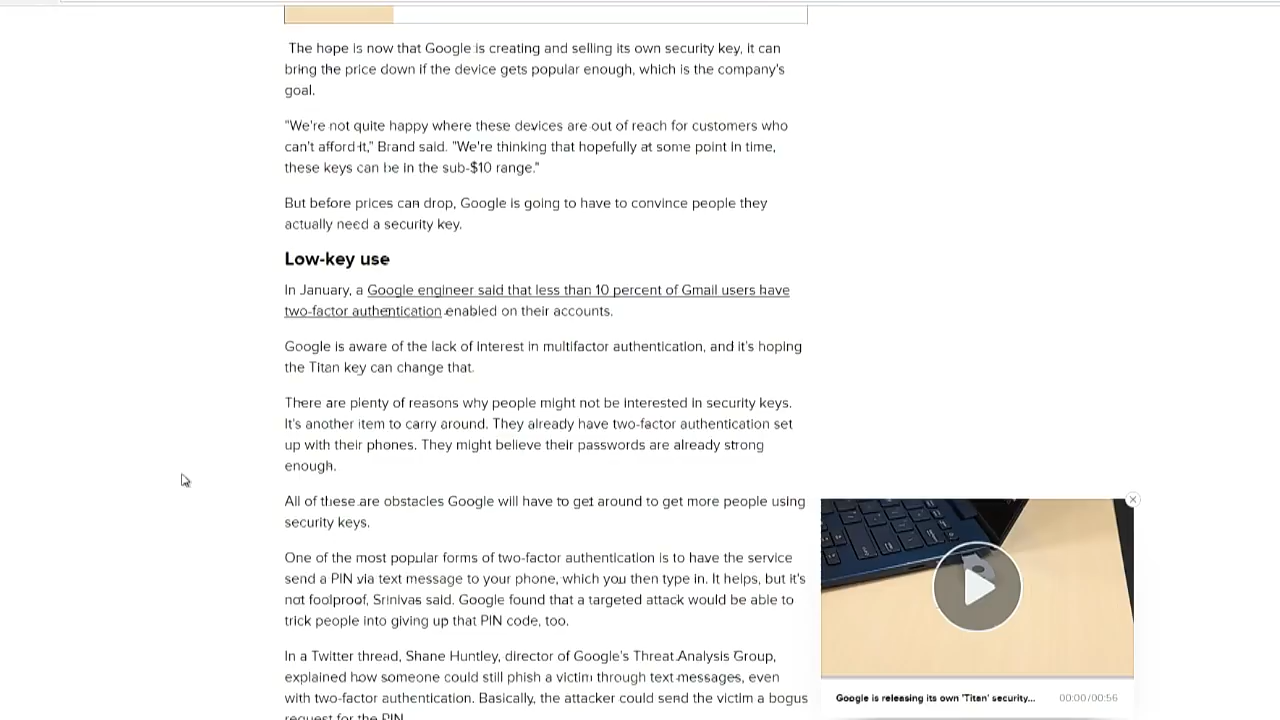 The hope is now that Google is creating and selling its own security key, it can
bring the price down if the device gets popular enough, which is the company's
goal.
"We're not quite happy where these devices are out of reach for customers who
can't afford it," Brand said. "We're thinking that hopefully at some point in time,
these keys can be in the sub-$10 range."
But before prices can drop, Google is going to have to convince people they
actually need a security key.
Low-key use
In January, a Google engineer said that less than 10 percent of Gmail users have
two-factor authentication enabled on their accounts.
Google is aware of the lack of interest in multifactor authentication, and it's hoping
the Titan key can change that.
There are plenty of reasons why people might not be interested in security keys.
It's another item to carry around. They already have two-factor authentication set
up with their phones. They might believe their passwords are already strong
enough.
All of these are obstacles Google will have to get around to get more people using
security keys.
One of the most popular forms of two-factor authentication is to have the service
send a PIN via text message to your phone, which you then type in. It helps, but it's
not foolproof, Srinivas said. Google found that a targeted attack would be able to
trick people into giving up that PIN code, too.
In a Twitter thread, Shane Huntley, director of Google's Threat Analysis Group,
explained how someone could still phish a victim through text messages, even
with two-factor authentication. Basically, the attacker could send the victim a bogus
request for the PIN
Google is releasing its own 'Titan' security... 00:00/00:56